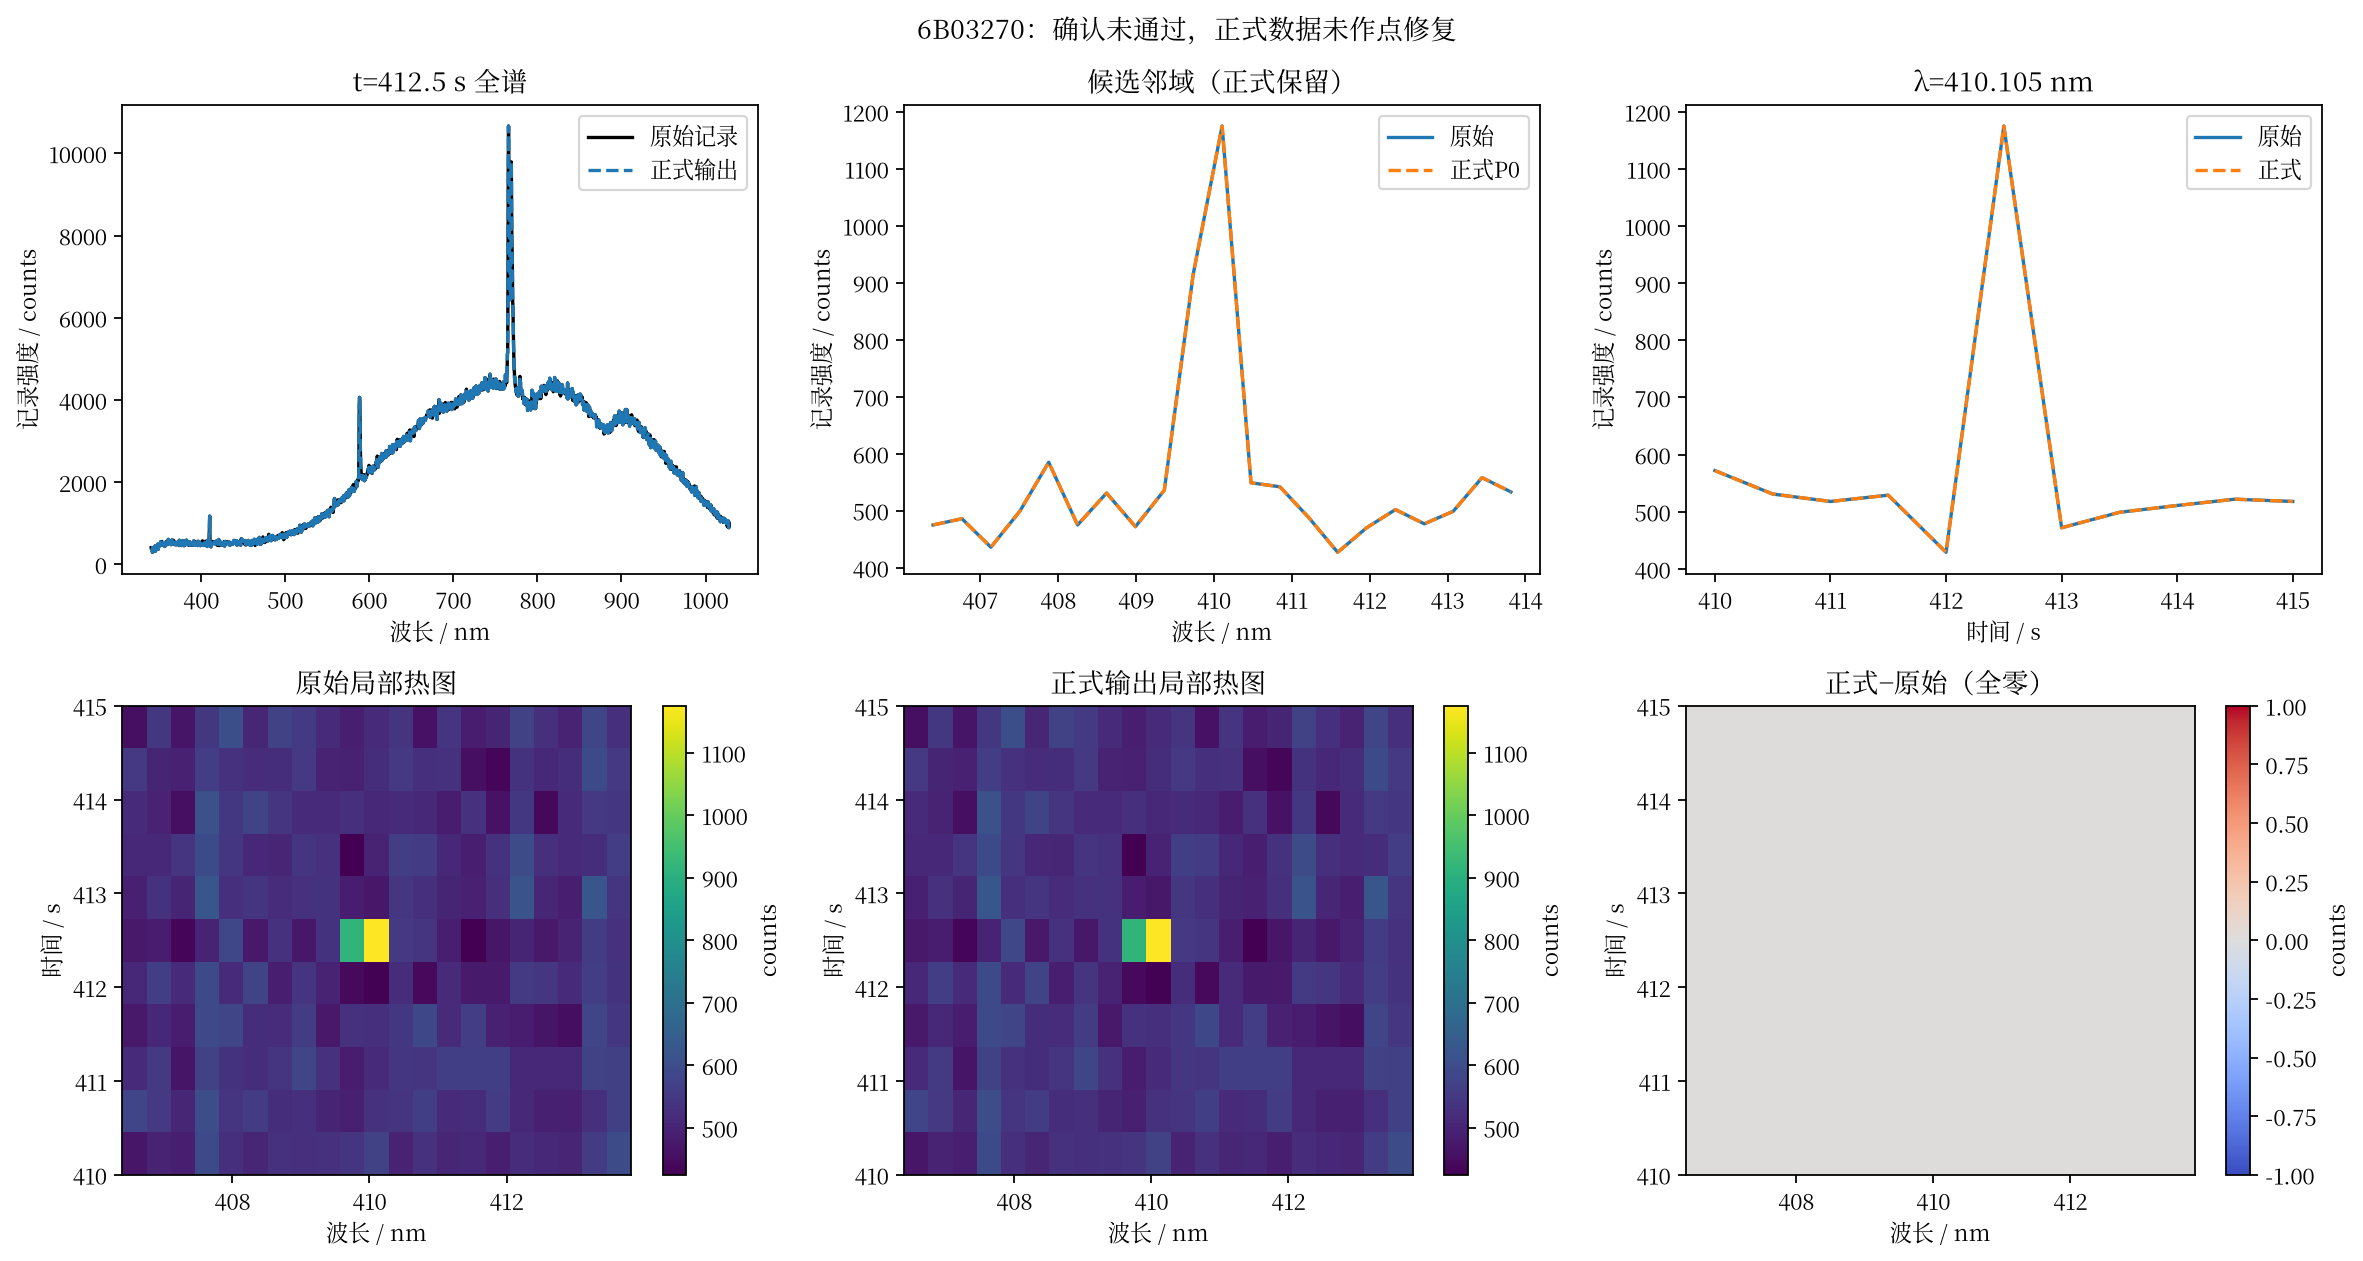 6B03270：确认未通过，正式数据未作点修复
t=412.5 s 全谱
原始记录
正式输出
记录强度 / counts
10000
8000
6000
4000
2000
0
400 500 600 700 800 900 1000
波长 / nm
候选邻域（正式保留）
原始
正式P0
记录强度 / counts
1200
1100
1000
900
800
700
600
500
400
407 408 409 410 411 412 413 414
波长 / nm
λ=410.105 nm
原始
正式
记录强度 / counts
1200
1100
1000
900
800
700
600
500
400
410 411 412 413 414 415
时间 / s
原始局部热图
时间 / s
415
414
413
412
411
410
408 410 412
波长 / nm
1100
1000
900
800
700
600
500
counts
正式输出局部热图
时间 / s
415
414
413
412
411
410
408 410 412
波长 / nm
1100
1000
900
800
700
600
500
counts
正式−原始（全零）
时间 / s
415
414
413
412
411
410
408 410 412
波长 / nm
1.00
0.75
0.50
0.25
0.00
-0.25
-0.50
-0.75
-1.00
counts